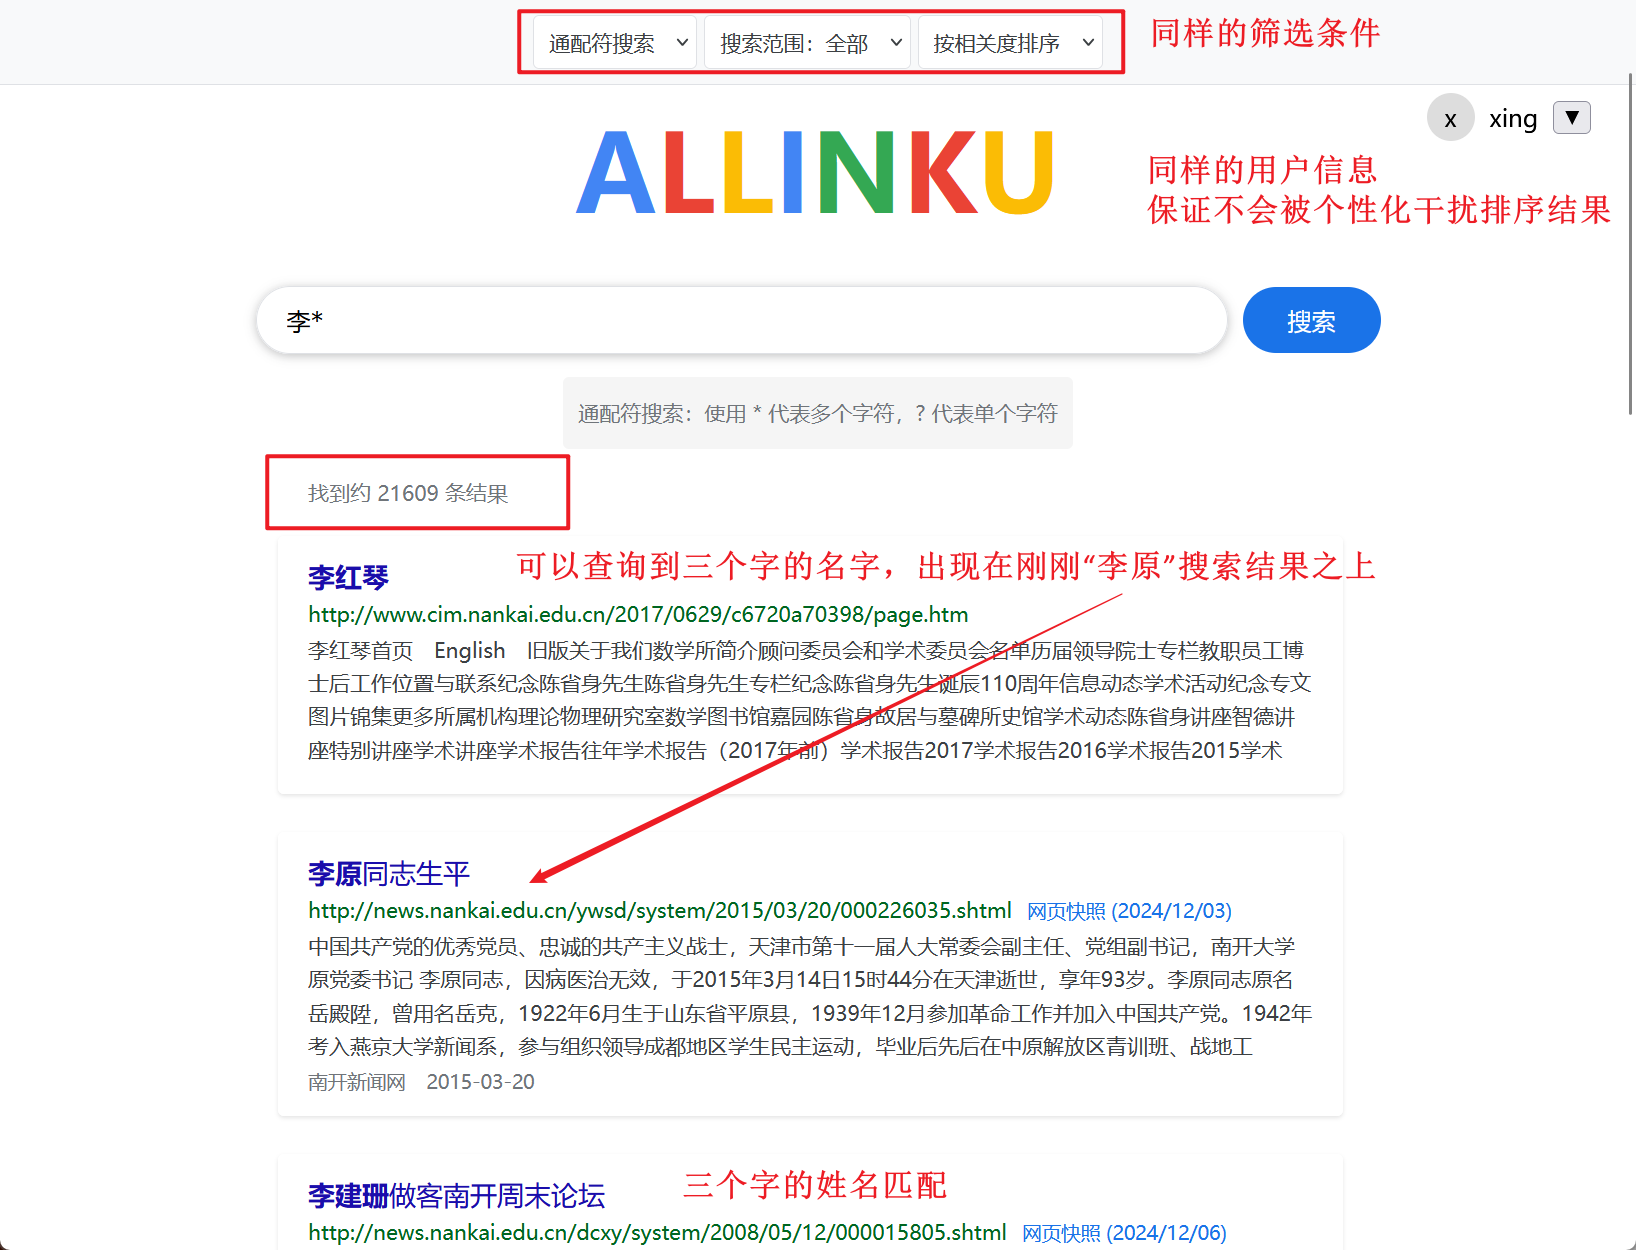 通配符搜索 搜索范围：全部 按相关度排序 同样的筛选条件
x xing ▼
ALLINKU
同样的用户信息
保证不会被个性化干扰排序结果
李* 搜索
通配符搜索：使用 * 代表多个字符，? 代表单个字符
找到约 21609 条结果
可以查询到三个字的名字，出现在刚刚“李原”搜索结果之上
李红琴
http://www.cim.nankai.edu.cn/2017/0629/c6720a70398/page.htm
李红琴首页 English 旧版关于我们数学所简介顾问委员会和学术委员会名单历届领导院士专栏教职员工博
士后工作位置与联系纪念陈省身先生陈省身先生专栏纪念陈省身先生诞辰110周年信息动态学术活动纪念专文
图片锦集更多所属机构理论物理研究室数学图书馆嘉园陈省身故居与墓碑所史馆学术动态陈省身讲座智德讲
座特别讲座学术讲座学术报告往年学术报告（2017年前）学术报告2017学术报告2016学术报告2015学术
李原同志生平
http://news.nankai.edu.cn/ywsd/system/2015/03/20/000226035.shtml 网页快照 (2024/12/03)
中国共产党的优秀党员、忠诚的共产主义战士，天津市第十一届人大常委会副主任、党组副书记，南开大学
原党委书记 李原同志，因病医治无效，于2015年3月14日15时44分在天津逝世，享年93岁。李原同志原名
岳殿陞，曾用名岳克，1922年6月生于山东省平原县，1939年12月参加革命工作并加入中国共产党。1942年
考入燕京大学新闻系，参与组织领导成都地区学生民主运动，毕业后先后在中原解放区青训班、战地工
南开新闻网 2015-03-20
李建珊做客南开周末论坛 三个字的姓名匹配
http://news.nankai.edu.cn/dcxy/system/2008/05/12/000015805.shtml 网页快照 (2024/12/06)